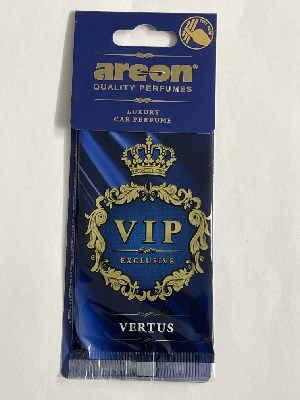 areon
QUALITY PERFUMES
LUXURY
CAR PERFUME
VIP
EXCLUSIVE
VERTUS